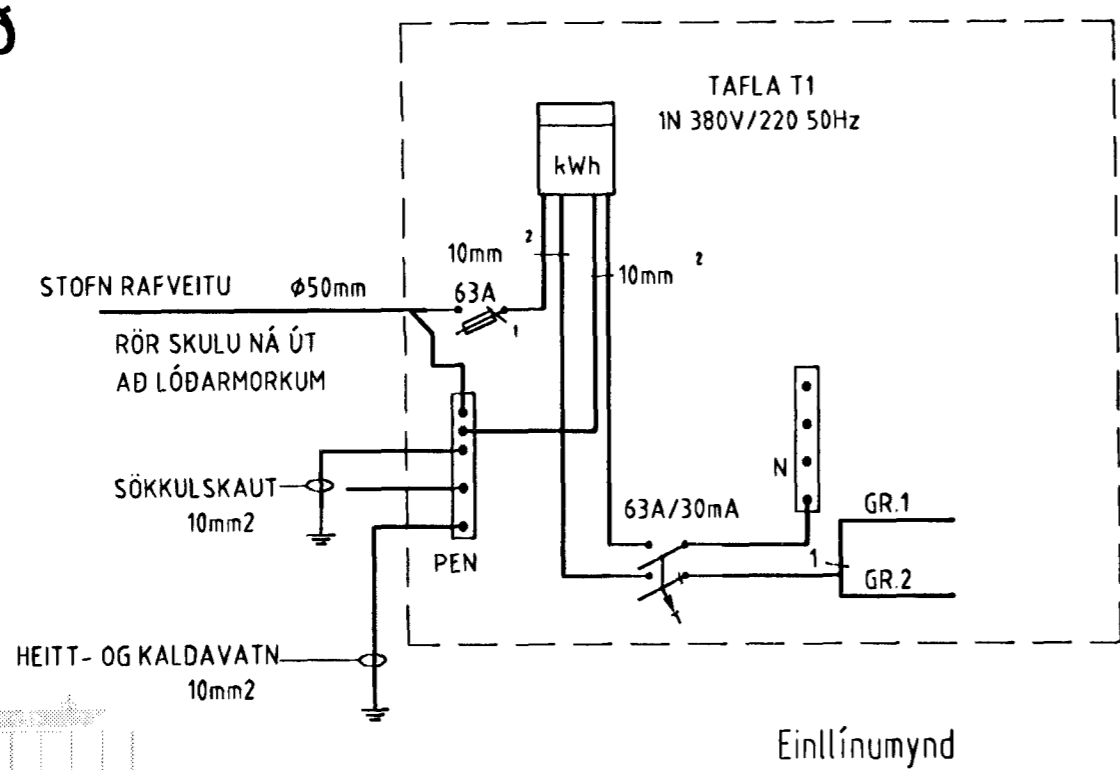 TAFLA T1
1N 380V/220 50Hz
kWh
10mm 2
10mm 2
STOFN RAFVEITU ϕ50mm
63A
1
RÖR SKULU NÁ ÚT
AÐ LÓÐARMORKUM
N
SÖKKULSKAUT
10mm2
63A/30mA
GR.1
PEN
1
GR.2
HEITT- OG KALDAVATN
10mm2
Einllínumynd